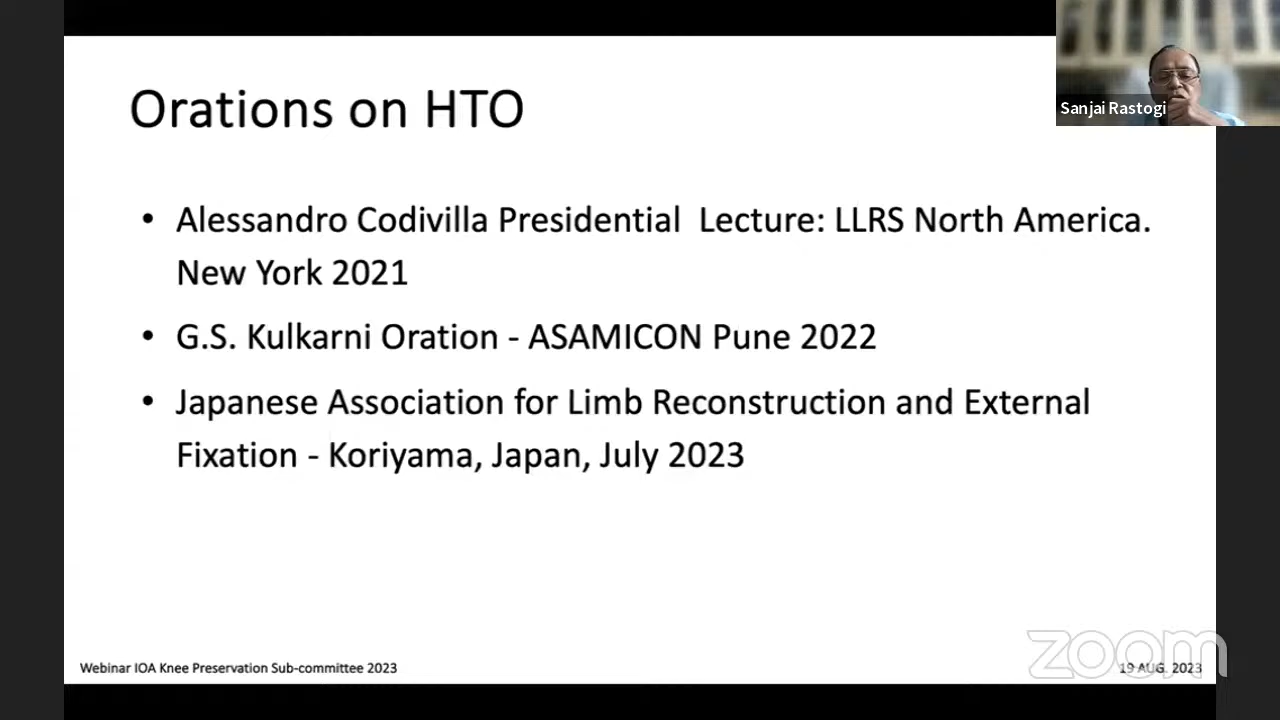 Orations on HTO
Sanjai Rastogi
• Alessandro Codivilla Presidential Lecture: LLRS North America.
New York 2021
• G.S. Kulkarni Oration - ASAMICON Pune 2022
• Japanese Association for Limb Reconstruction and External
Fixation - Koriyama, Japan, July 2023
zoom
Webinar IOA Knee Preservation Sub-committee 2023
19 AUG. 2023